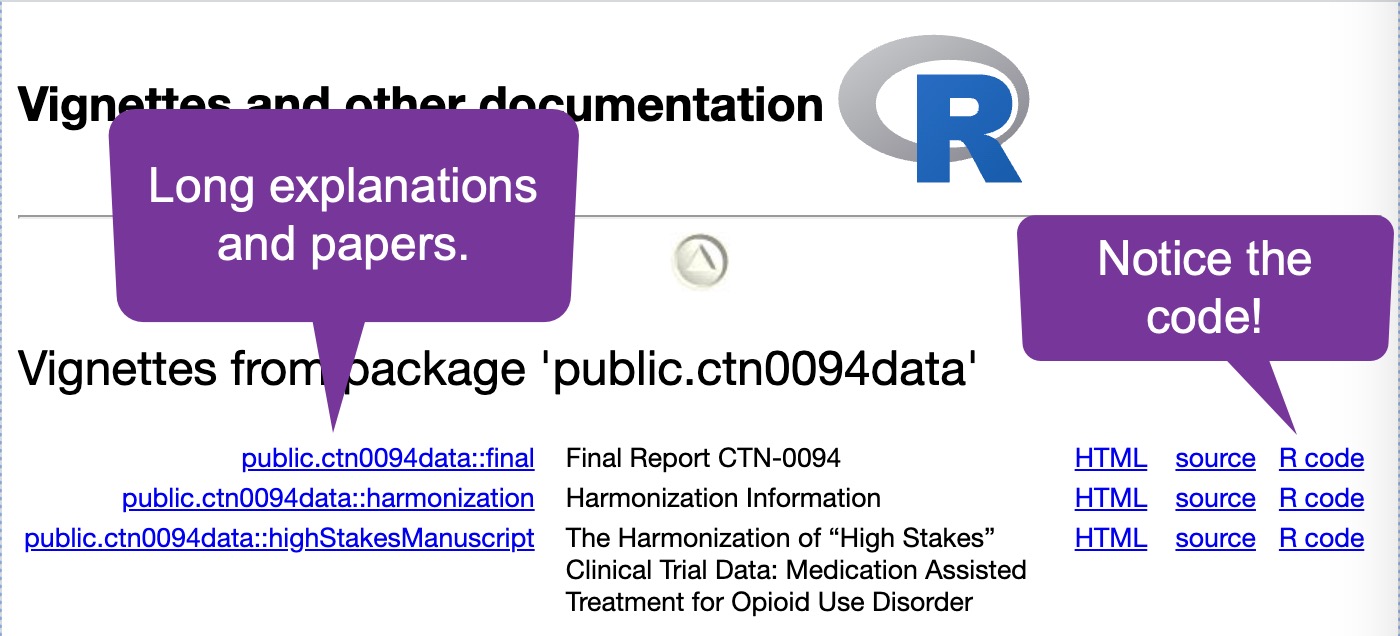 Vignettes and other documentation
R
Long explanations
and papers.
Notice the
code!
Vignettes from package 'public.ctn0094data'
public.ctn0094data::final Final Report CTN-0094 HTML source R code
public.ctn0094data::harmonization Harmonization Information HTML source R code
public.ctn0094data::highStakesManuscript The Harmonization of “High Stakes” HTML source R code
Clinical Trial Data: Medication Assisted
Treatment for Opioid Use Disorder